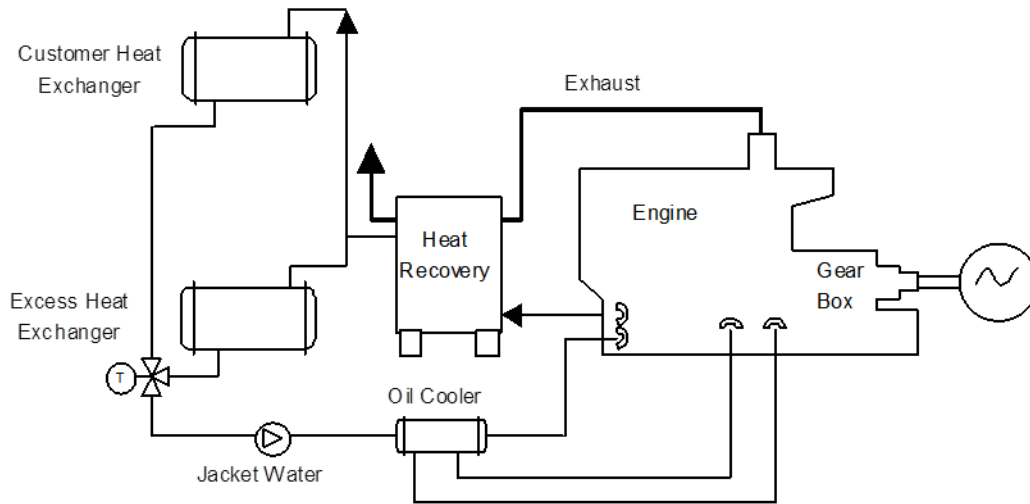 Customer Heat
Exchanger
Exhaust
Engine
Heat
Recovery
Gear
Box
Excess Heat
Exchanger
T
Oil Cooler
Jacket Water